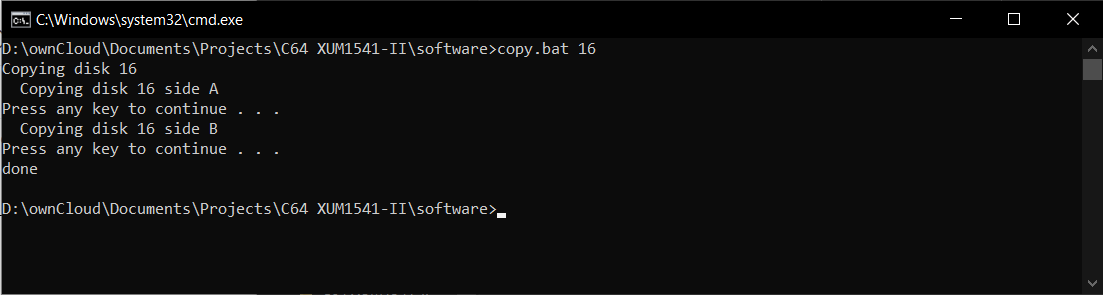 C:\Windows\system32\cmd.exe
D:\ownCloud\Documents\Projects\C64 XUM1541-II\software>copy.bat 16
Copying disk 16
  Copying disk 16 side A
Press any key to continue . . .
  Copying disk 16 side B
Press any key to continue . . .
done
D:\ownCloud\Documents\Projects\C64 XUM1541-II\software>